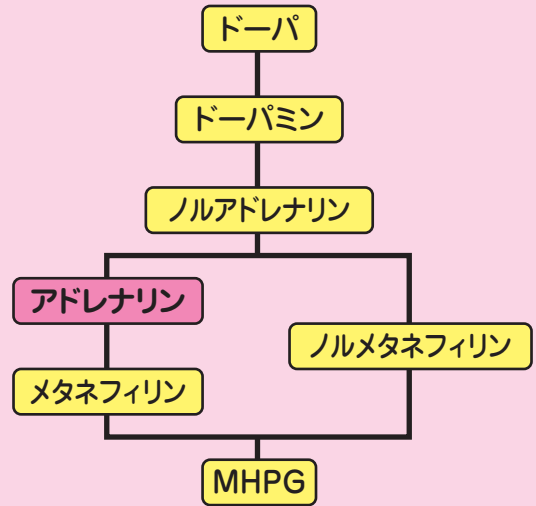 ドーパ
ドーパミン
ノルアドレナリン
アドレナリン
ノルメタネフィリン
メタネフィリン
MHPG